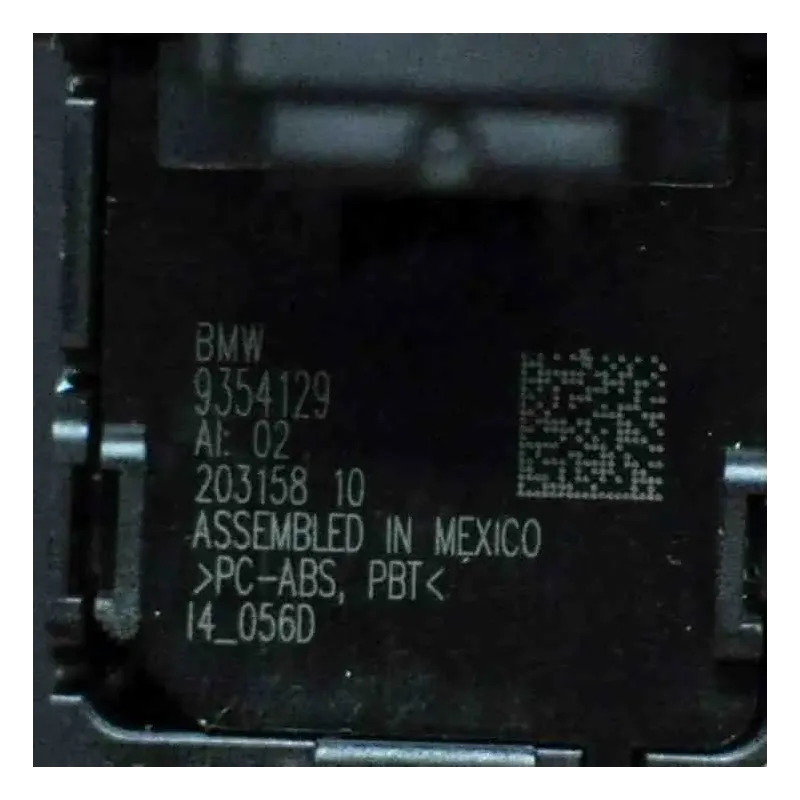 BMW
9354129
AI: 02
203158 10
ASSEMBLED IN MEXICO
>PC-ABS, PBT<
14_056D